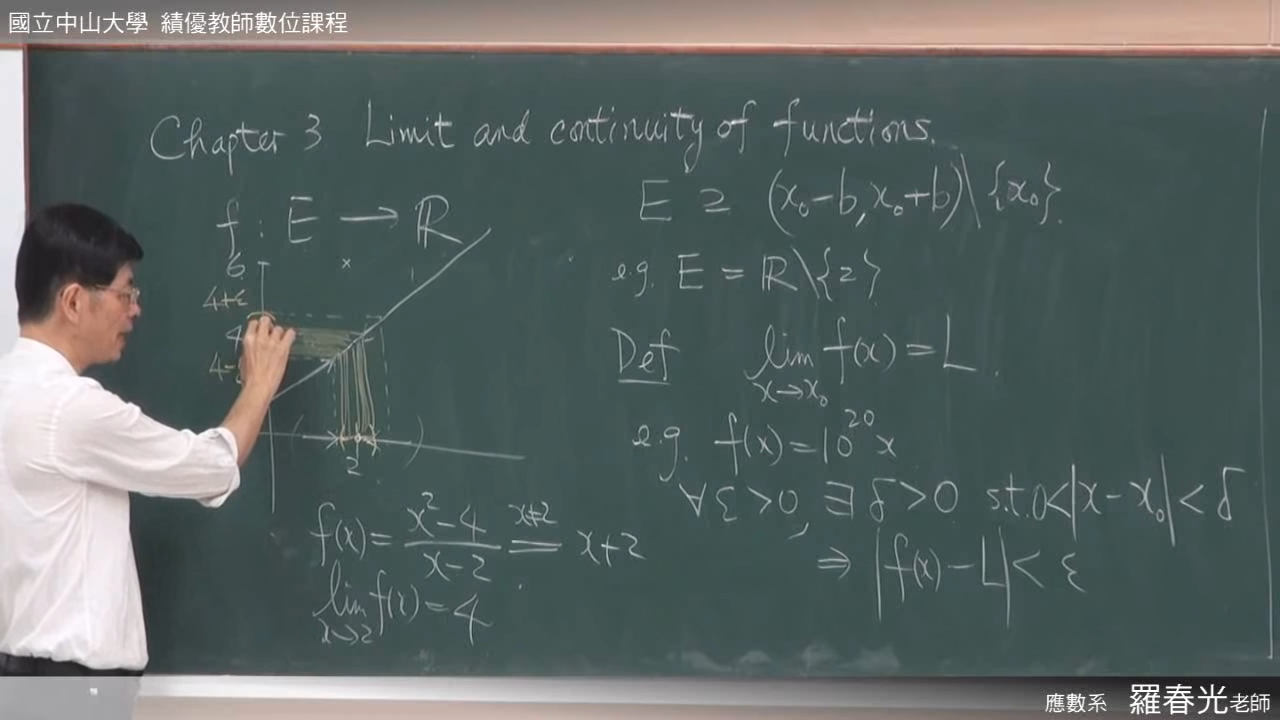 國立中山大學 績優教師數位課程
Chapter 3 Limit and continuity of functions.
f : E → ℝ
E ⊇ (x₀-b, x₀+b)\{x₀}.
6
e.g. E = ℝ\{2}
4+ε
4
4-
Def lim f(x) = L.
x→x₀
e.g. f(x) = 10²⁰x
( )
2
∀ε>0, ∃δ>0 s.t. 0<|x-x₀|<δ
⇒ |f(x)-L|<ε
f(x) = x²-4 / x-2 x≠2 = x+2
lim f(x) = 4
x→2
應數系 羅春光老師